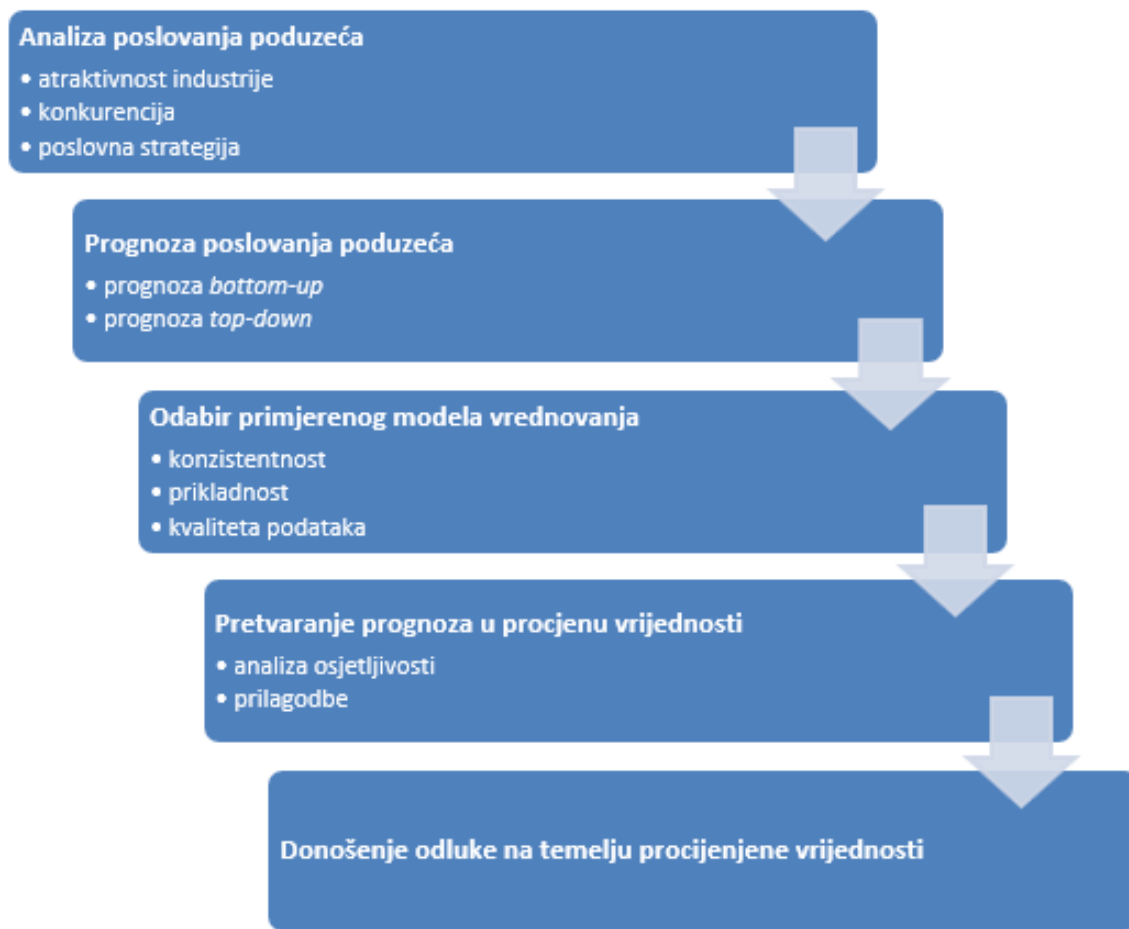 Analiza poslovanja poduzeća
• atraktivnost industrije
• konkurencija
• poslovna strategija
Prognoza poslovanja poduzeća
• prognoza bottom-up
• prognoza top-down
Odabir primjerenog modela vrednovanja
• konzistentnost
• prikladnost
• kvaliteta podataka
Pretvaranje prognoza u procjenu vrijednosti
• analiza osjetljivosti
• prilagodbe
Donošenje odluke na temelju procijenjene vrijednosti